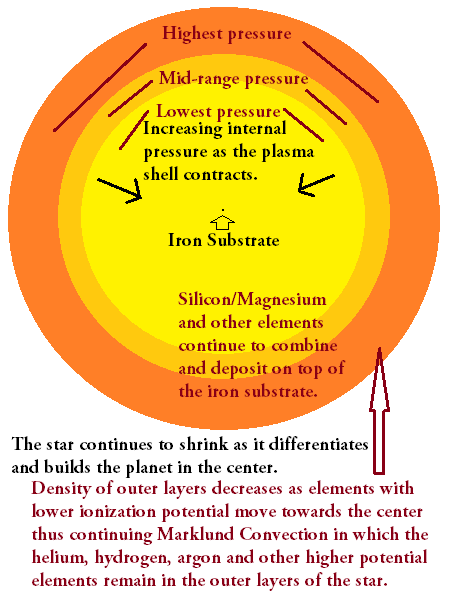 Highest pressure
Mid-range pressure
Lowest pressure
Increasing internal
pressure as the plasma
shell contracts.
Iron Substrate
Silicon/Magnesium
and other elements
continue to combine
and deposit on top of
the iron substrate.
The star continues to shrink as it differentiates
and builds the planet in the center.
Density of outer layers decreases as elements with
lower ionization potential move towards the center
thus continuing Marklund Convection in which the
helium, hydrogen, argon and other higher potential
elements remain in the outer layers of the star.